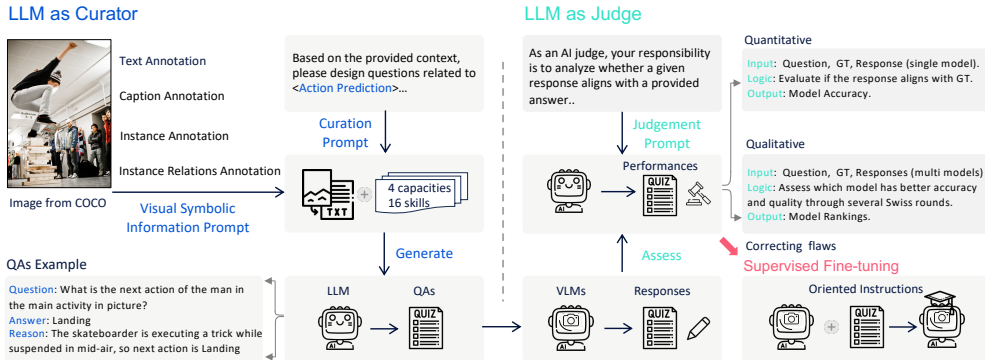 LLM as Curator
Text Annotation
Caption Annotation
Instance Annotation
Instance Relations Annotation
Image from COCO
Visual Symbolic
Information Prompt
Based on the provided context,
please design questions related to
<Action Prediction>...
Curation
Prompt
TXT
4 capacities
16 skills
Generate
QAs Example
Question: What is the next action of the man in
the main activity in picture?
Answer: Landing
Reason: The skateboarder is executing a trick while
suspended in mid-air, so next action is Landing
LLM
AI
QAs
QUIZ
LLM as Judge
As an AI judge, your responsibility
is to analyze whether a given
response aligns with a provided
answer..
Judgement
Prompt
Performances
AI
QUIZ
Assess
VLMs
AI
Responses
QUIZ
Quantitative
Input: Question, GT, Response (single model).
Logic: Evaluate if the response aligns with GT.
Output: Model Accuracy.
Qualitative
Input: Question, GT, Responses (multi models)
Logic: Assess which model has better accuracy
and quality through several Swiss rounds.
Output: Model Rankings.
Correcting flaws
Supervised Fine-tuning
Oriented Instructions
AI
QUIZ
AI